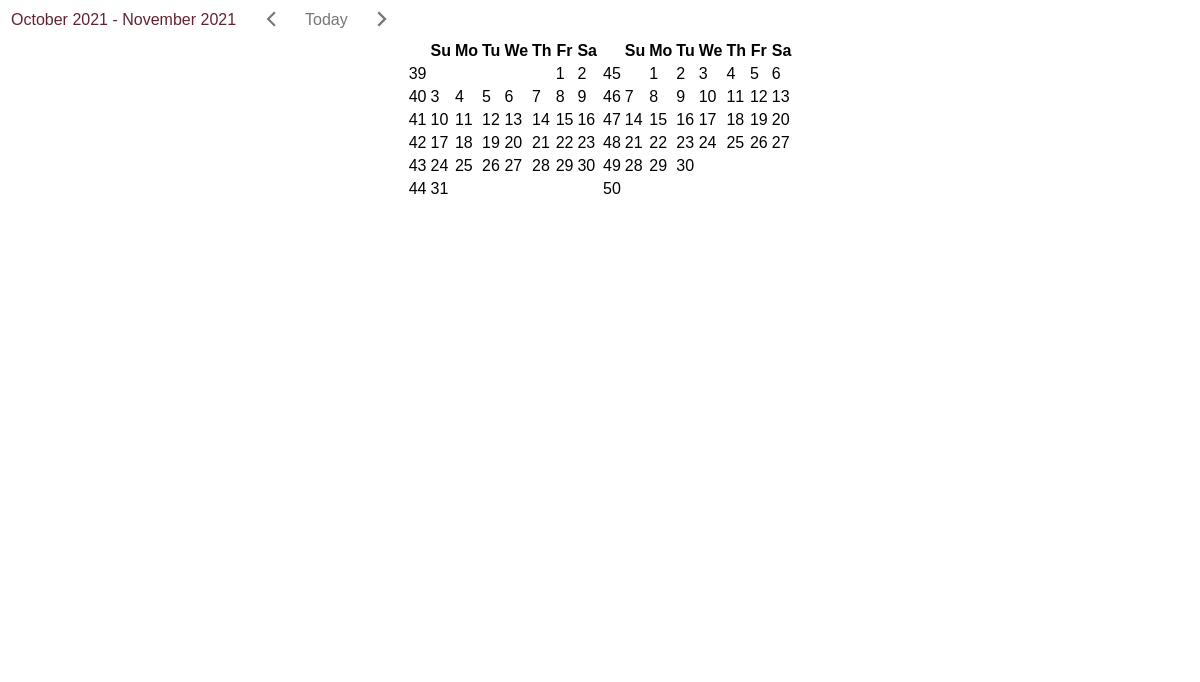 October 2021 - November 2021 Today
Su Mo Tu We Th Fr Sa Su Mo Tu We Th Fr Sa
39 1 2 45 1 2 3 4 5 6
40 3 4 5 6 7 8 9 46 7 8 9 10 11 12 13
41 10 11 12 13 14 15 16 47 14 15 16 17 18 19 20
42 17 18 19 20 21 22 23 48 21 22 23 24 25 26 27
43 24 25 26 27 28 29 30 49 28 29 30
44 31 50